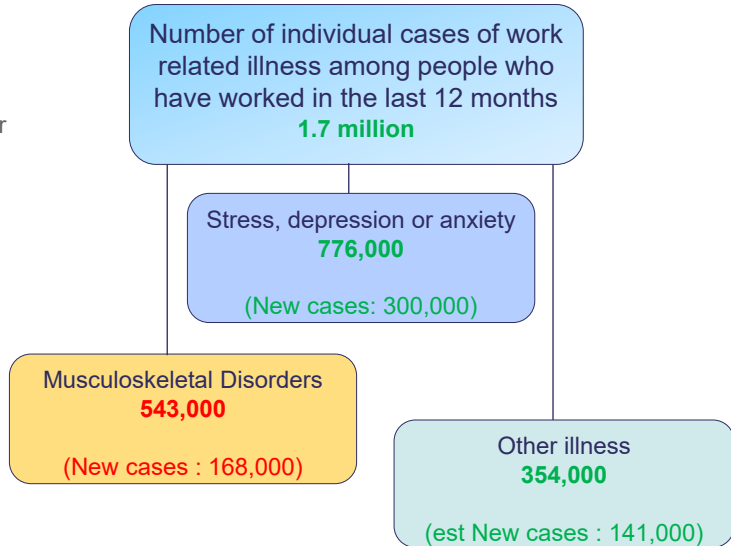 Number of individual cases of work
related illness among people who
have worked in the last 12 months
1.7 million
r
Stress, depression or anxiety
776,000
(New cases: 300,000)
Musculoskeletal Disorders
543,000
(New cases : 168,000)
Other illness
354,000
(est New cases : 141,000)